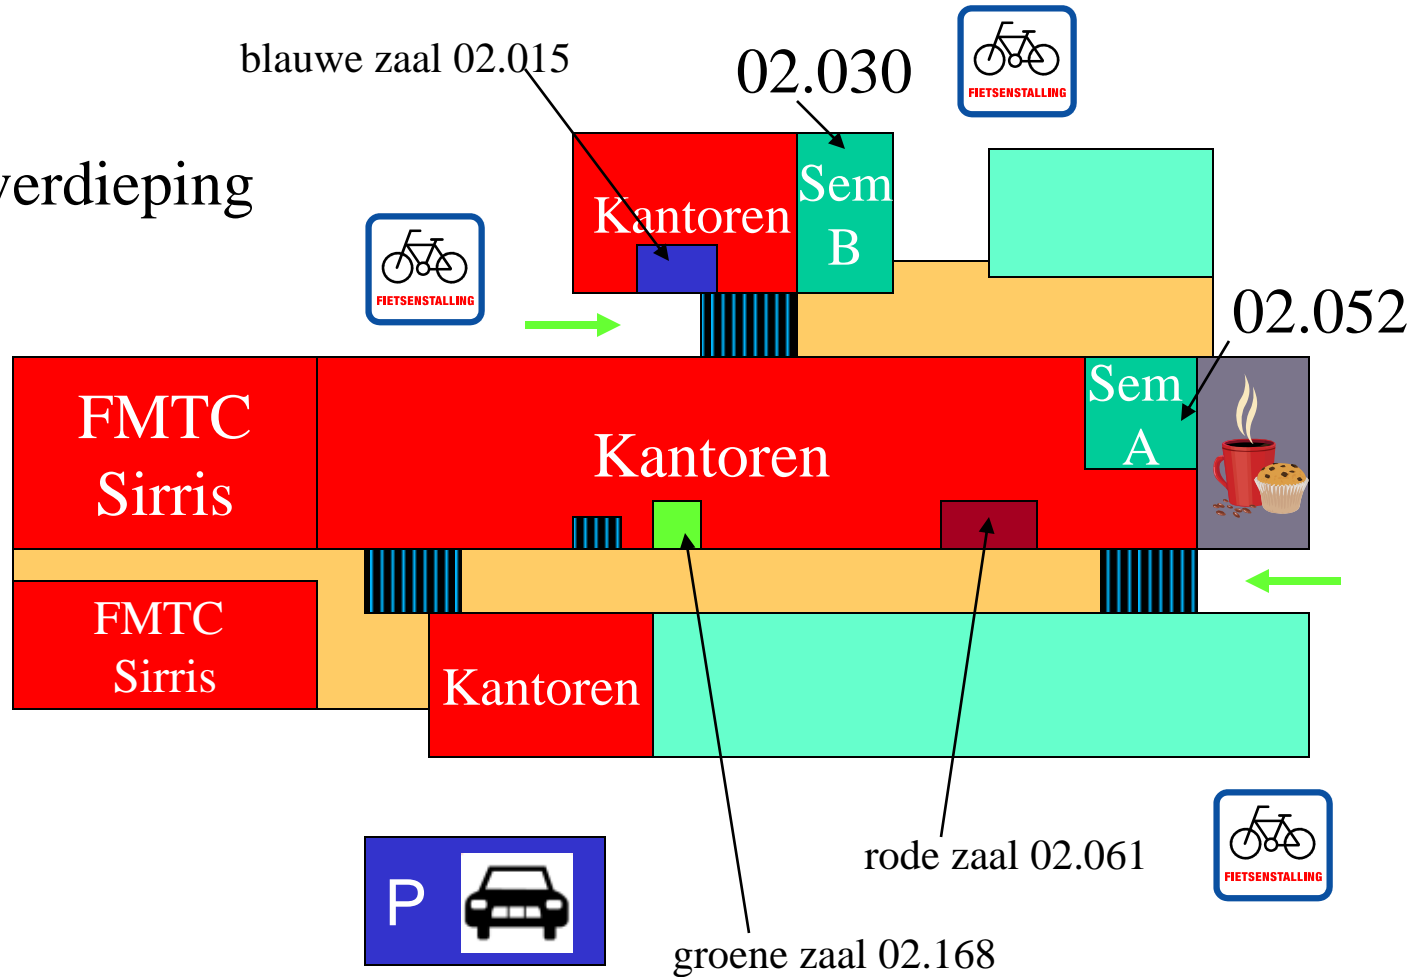 blauwe zaal 02.015
02.030
FIETSENSTALLING
verdieping
Kantoren
Sem
B
FIETSENSTALLING
02.052
FMTC
Sirris
Kantoren
Sem
A
FMTC
Sirris
Kantoren
rode zaal 02.061
FIETSENSTALLING
P
groene zaal 02.168